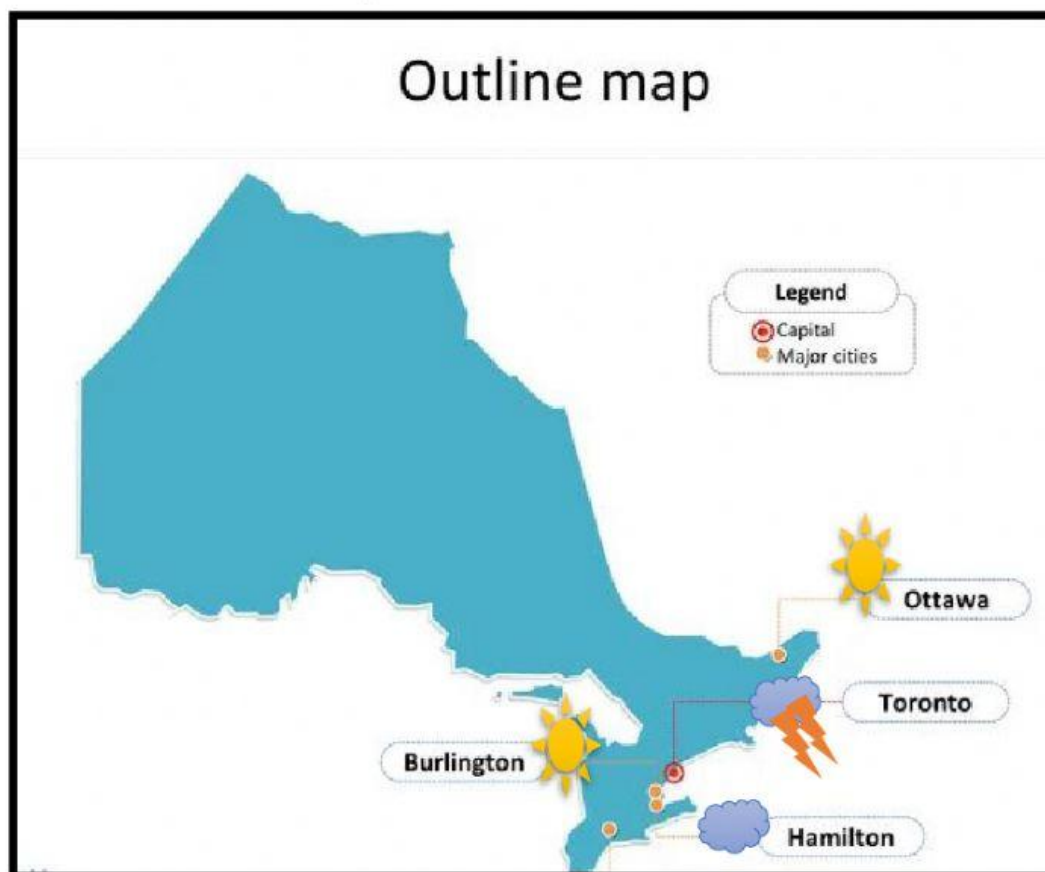 Outline map
Legend
Capital
Major cities
Ottawa
Toronto
Burlington
Hamilton